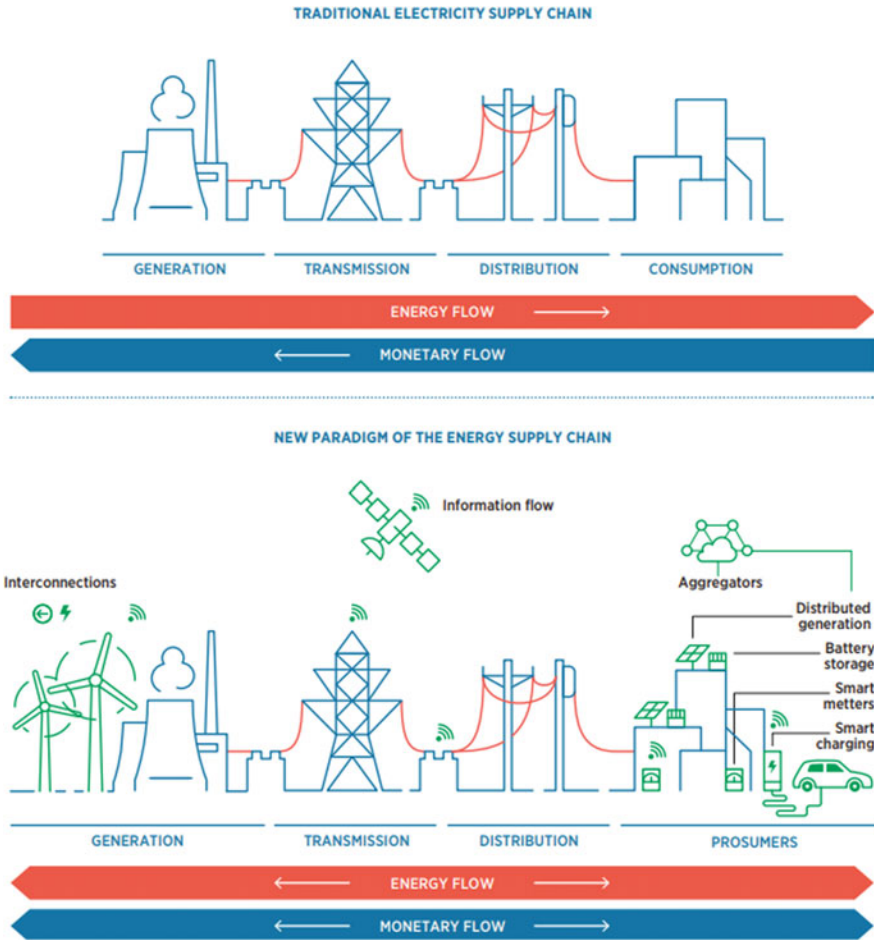 TRADITIONAL ELECTRICITY SUPPLY CHAIN
GENERATION
TRANSMISSION
DISTRIBUTION
CONSUMPTION
ENERGY FLOW
MONETARY FLOW
NEW PARADIGM OF THE ENERGY SUPPLY CHAIN
Information flow
Interconnections
Aggregators
Distributed
generation
Battery
storage
Smart
metters
Smart
charging
GENERATION
TRANSMISSION
DISTRIBUTION
PROSUMERS
ENERGY FLOW
MONETARY FLOW